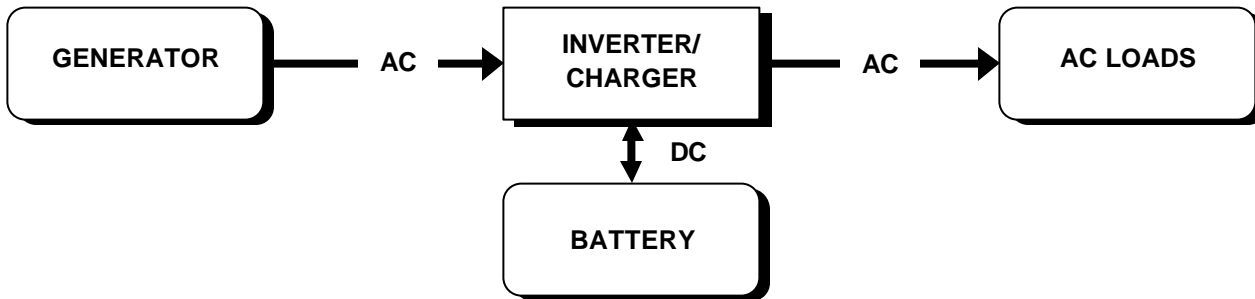 GENERATOR
AC
INVERTER/
CHARGER
AC
AC LOADS
DC
BATTERY